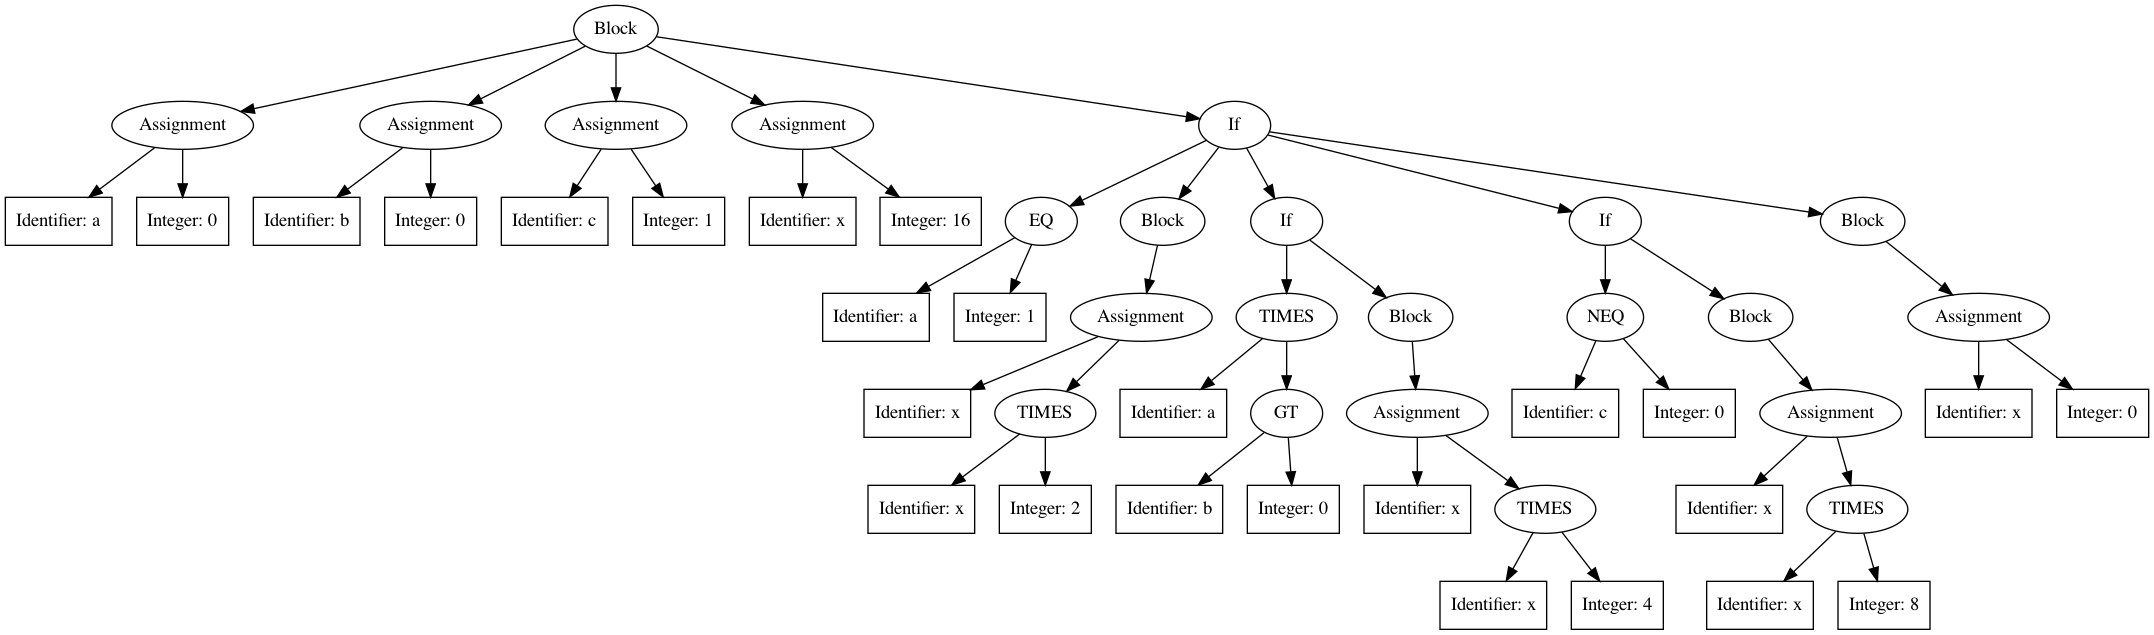 Block
Assignment Assignment Assignment Assignment If
Identifier: a Integer: 0 Identifier: b Integer: 0 Identifier: c Integer: 1 Identifier: x Integer: 16 EQ Block If If Block
Identifier: a Integer: 1 Assignment TIMES Block NEQ Block Assignment
Identifier: x TIMES Identifier: a GT Assignment Identifier: c Integer: 0 Assignment Identifier: x Integer: 0
Identifier: x Integer: 2 Identifier: b Integer: 0 Identifier: x TIMES Identifier: x TIMES
Identifier: x Integer: 4 Identifier: x Integer: 8